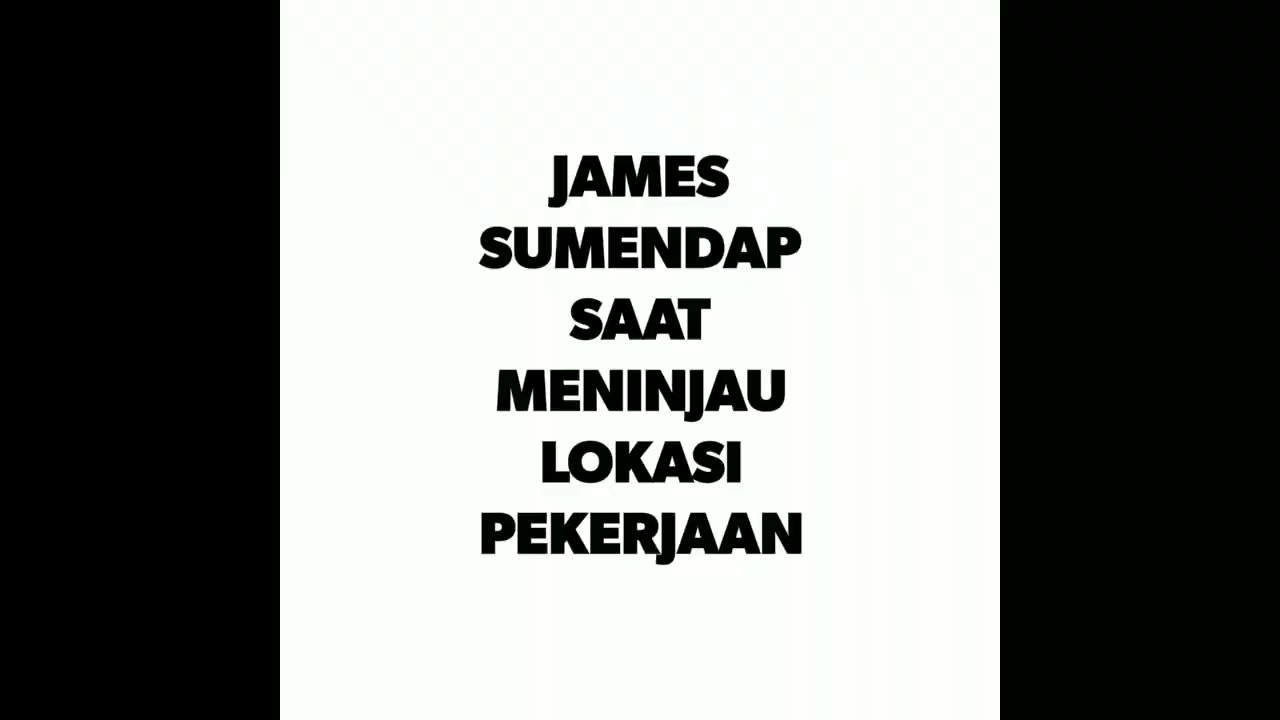 JAMES
SUMENDAP
SAAT
MENINJAU
LOKASI
PEKERJAAN